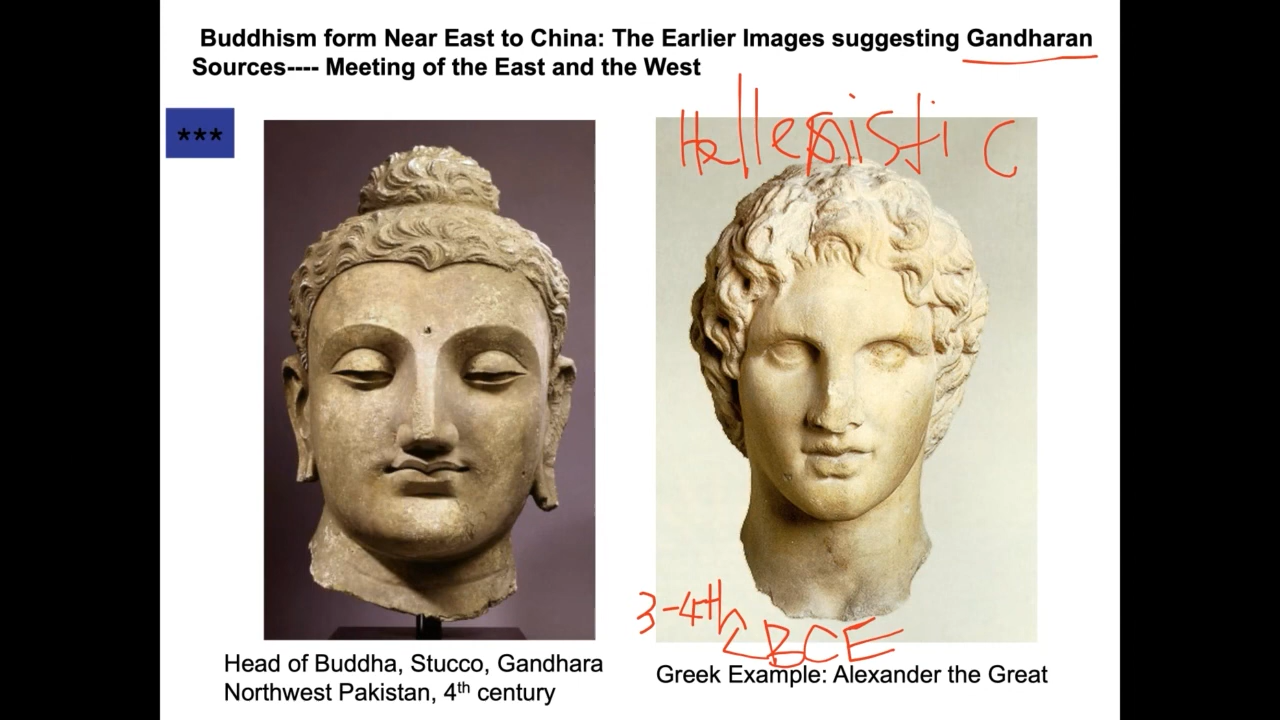 Buddhism form Near East to China: The Earlier Images suggesting Gandharan
Sources---- Meeting of the East and the West
***
Hellenistic
3-4th C BCE
Head of Buddha, Stucco, Gandhara
Northwest Pakistan, 4th century
Greek Example: Alexander the Great